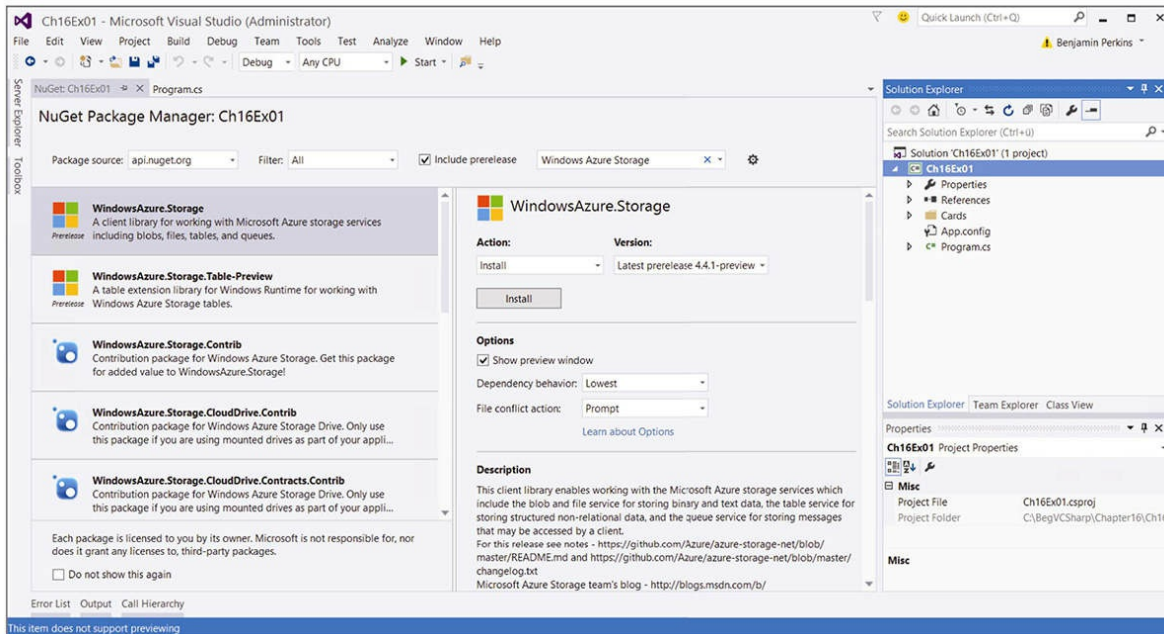 Ch16Ex01 - Microsoft Visual Studio (Administrator)
Quick Launch (Ctrl+Q)
File Edit View Project Build Debug Team Tools Test Analyze Window Help
Benjamin Perkins
Debug Any CPU Start
Server Explorer
Toolbox
NuGet: Ch16Ex01 Program.cs
NuGet Package Manager: Ch16Ex01
Package source: api.nuget.org Filter: All Include prerelease Windows Azure Storage
WindowsAzure.Storage
A client library for working with Microsoft Azure storage services
Prerelease including blobs, files, tables, and queues.
WindowsAzure.Storage.Table-Preview
A table extension library for Windows Runtime for working with
Prerelease Windows Azure Storage tables.
WindowsAzure.Storage.Contrib
Contribution package for Windows Azure Storage. Get this package
for added value to WindowsAzure.Storage!
WindowsAzure.Storage.CloudDrive.Contrib
Contribution package for Windows Azure Storage Drive. Only use
this package if you are using mounted drives as part of your appli...
WindowsAzure.Storage.CloudDrive.Contracts.Contrib
Contribution package for Windows Azure Storage Drive. Only use
this package if you are using mounted drives as part of your appli...
Each package is licensed to you by its owner. Microsoft is not responsible for, nor
does it grant any licenses to, third-party packages.
Do not show this again
WindowsAzure.Storage
Action: Version:
Install Latest prerelease 4.4.1-preview
Install
Options
Show preview window
Dependency behavior: Lowest
File conflict action: Prompt
Learn about Options
Description
This client library enables working with the Microsoft Azure storage services which
include the blob and file service for storing binary and text data, the table service for
storing structured non-relational data, and the queue service for storing messages
that may be accessed by a client.
For this release see notes - https://github.com/Azure/azure-storage-net/blob/
master/README.md and https://github.com/Azure/azure-storage-net/blob/master/
changelog.txt
Microsoft Azure Storage team's blog - http://blogs.msdn.com/b/
Solution Explorer
Search Solution Explorer (Ctrl+ü)
Solution 'Ch16Ex01' (1 project)
C# Ch16Ex01
Properties
References
Cards
App.config
C# Program.cs
Solution Explorer Team Explorer Class View
Properties
Ch16Ex01 Project Properties
Misc
Project File Ch16Ex01.csproj
Project Folder C:\BegVCSharp\Chapter16\Ch16
Misc
Error List Output Call Hierarchy
This item does not support previewing